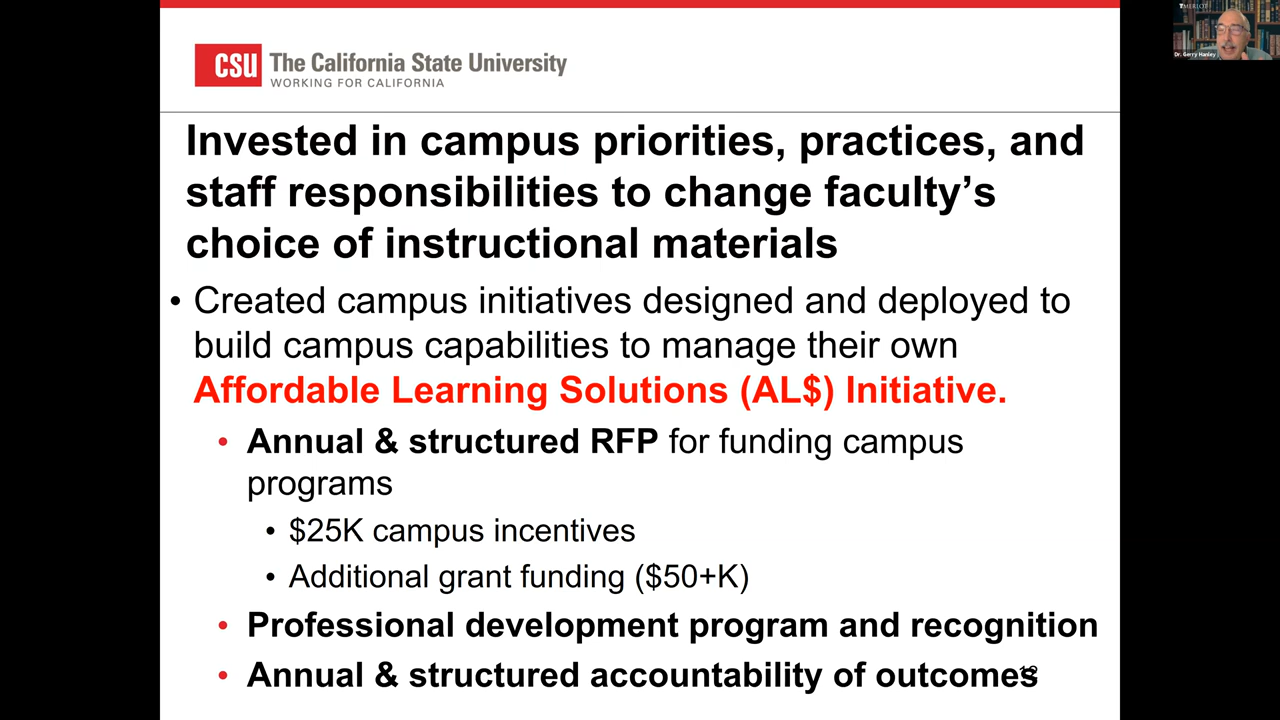 CSU The California State University
WORKING FOR CALIFORNIA
MERLOT
Dr. Gerry Hanley
Invested in campus priorities, practices, and
staff responsibilities to change faculty’s
choice of instructional materials
• Created campus initiatives designed and deployed to
build campus capabilities to manage their own
Affordable Learning Solutions (AL$) Initiative.
• Annual & structured RFP for funding campus
programs
• $25K campus incentives
• Additional grant funding ($50+K)
• Professional development program and recognition
• Annual & structured accountability of outcomes